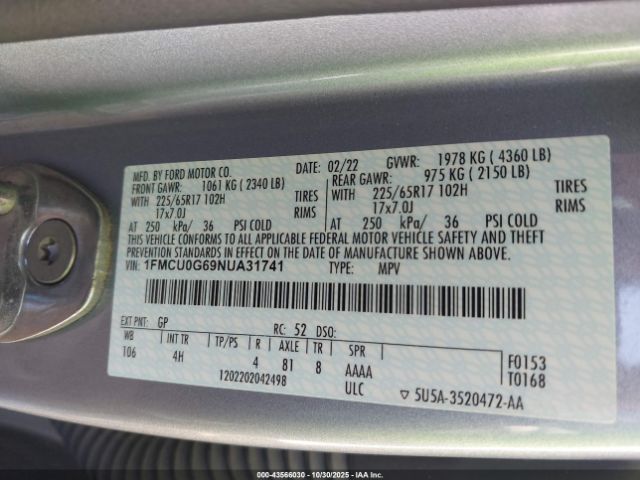 MFD. BY FORD MOTOR CO. DATE: 02/22 GVWR: 1978 KG ( 4360 LB)
FRONT GAWR: 1061 KG ( 2340 LB) REAR GAWR: 975 KG ( 2150 LB)
WITH 225/65R17 102H TIRES WITH 225/65R17 102H TIRES
17x7.0J RIMS 17x7.0J RIMS
AT 250 kPa/ 36 PSI COLD AT 250 kPa/ 36 PSI COLD
THIS VEHICLE CONFORMS TO ALL APPLICABLE FEDERAL MOTOR VEHICLE SAFETY AND THEFT
PREVENTION STANDARDS IN EFFECT ON THE DATE OF MANUFACTURE SHOWN ABOVE.
VIN: 1FMCU0G69NUA31741 TYPE: MPV
EXT PNT: GP RC: 52 DSO:
WB INT TR TP/PS R AXLE TR SPR F0153
106 4H 4 81 8 AAAA T0168
1202202042498 ULC ▽ 5U5A-3520472-AA
000-43566030 - 10/30/2025 - IAA Inc. - Copyright